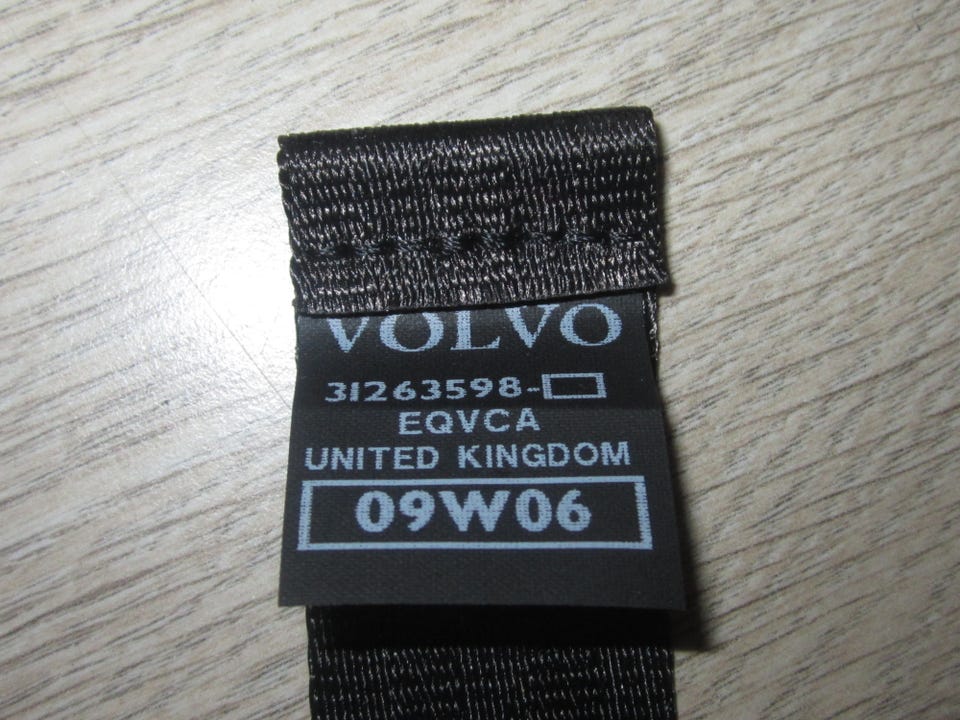 VOLVO
31263598-
EQVCA
UNITED KINGDOM
09W06